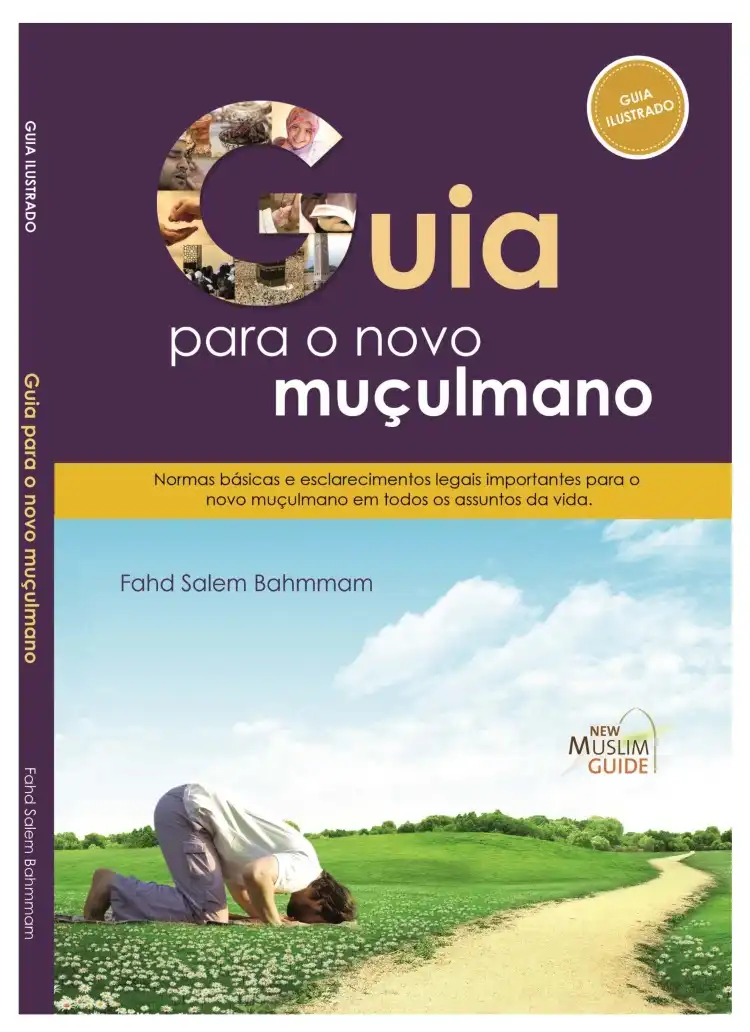 GUIA
ILUSTRADO
Guia
para o novo
muçulmano
Normas básicas e esclarecimentos legais importantes para o
novo muçulmano em todos os assuntos da vida.
Fahd Salem Bahmmam
NEW
MUSLIM
GUIDE
GUIA ILUSTRADO
Guia para o novo muçulmano
Fahd Salem Bahmmam